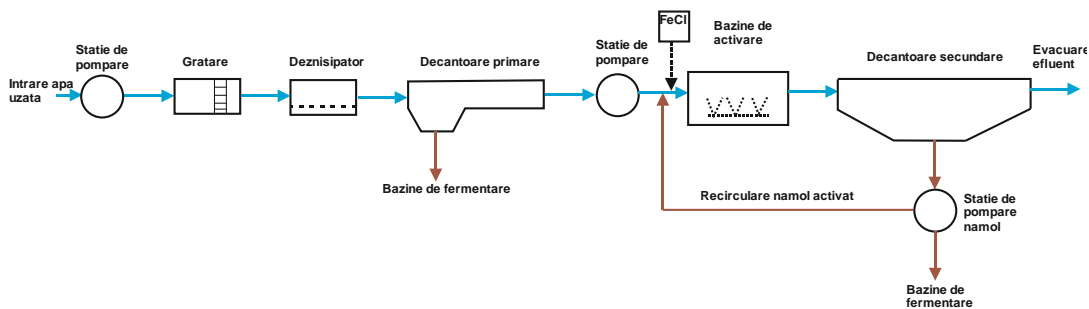 Intrare apa
uzata
Statie de
pompare
Gratare
Deznisipator
Decantoare primare
Bazine de fermentare
Statie de
pompare
FeCl
Bazine de
activare
Decantoare secundare
Evacuare
efluent
Recirculare namol activat
Statie de
pompare
namol
Bazine de
fermentare